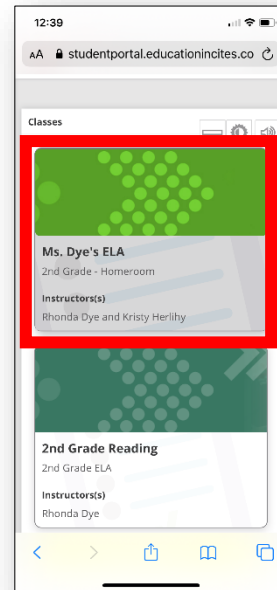 12:39
AA studentportal.educationincites.co
Classes
Ms. Dye's ELA
2nd Grade - Homeroom
Instructors(s)
Rhonda Dye and Kristy Herlihy
2nd Grade Reading
2nd Grade ELA
Instructors(s)
Rhonda Dye